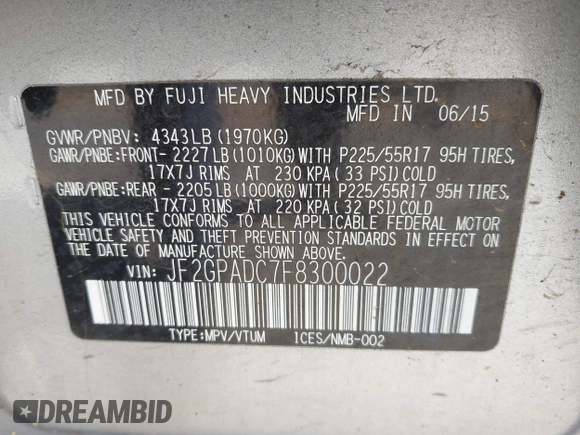 MFD BY FUJI HEAVY INDUSTRIES LTD.
MFD IN 06/15
GVWR/PNBV: 4343LB(1970KG)
GAWR/PNBE:FRONT- 2227LB(1010KG)WITH P225/55R17 95H TIRES,
17X7J RIMS AT 230KPA(33 PSI)COLD
GAWR/PNBE:REAR - 2205LB(1000KG)WITH P225/55R17 95H TIRES,
17X7J RIMS AT 220KPA(32 PSI)COLD
THIS VEHICLE CONFORMS TO ALL APPLICABLE FEDERAL MOTOR
VEHICLE SAFETY AND THEFT PREVENTION STANDARDS IN EFFECT ON
THE DATE OF MANUFACTURE SHOWN ABOVE.
VIN: JF2GPADC7F8300022
TYPE:MPV/VTUM ICES/NMB-002
DREAMBID